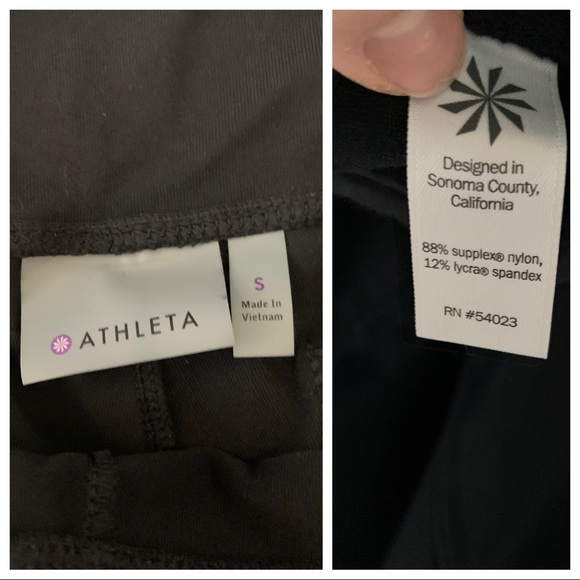 ATHLETA
S
Made In
Vietnam
Designed in
Sonoma County,
California
88% supplex® nylon,
12% lycra® spandex
RN #54023